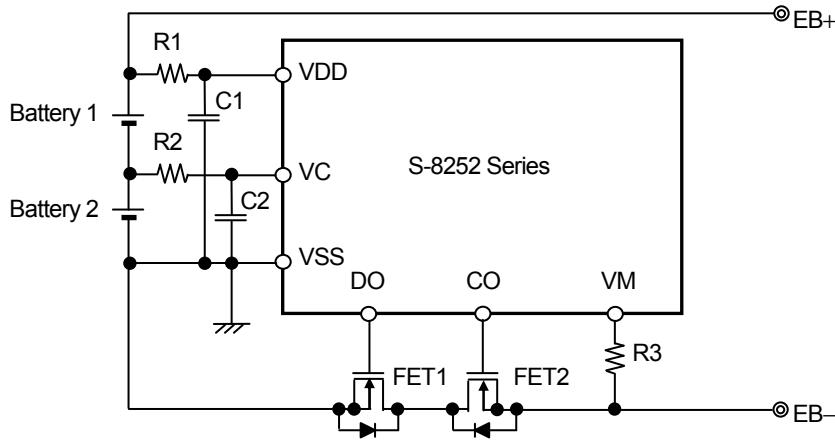 EB+
R1
VDD
C1
Battery 1
R2
S-8252 Series
VC
Battery 2
C2
VSS
DO
CO
VM
R3
FET1
FET2
EB−